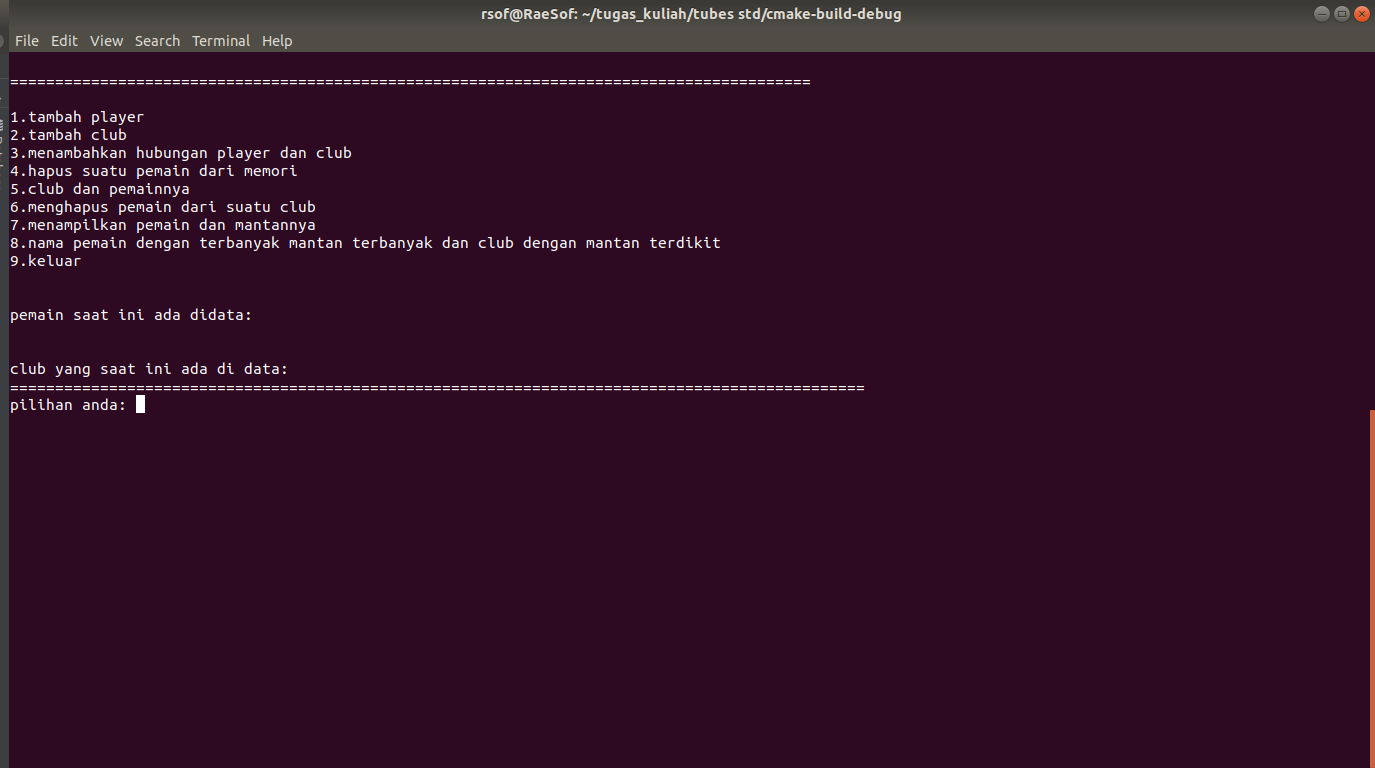 rsof@RaeSof: ~/tugas_kuliah/tubes std/cmake-build-debug
File Edit View Search Terminal Help
=========================================================================================
1.tambah player
2.tambah club
3.menambahkan hubungan player dan club
4.hapus suatu pemain dari memori
5.club dan pemainnya
6.menghapus pemain dari suatu club
7.menampilkan pemain dan mantannya
8.nama pemain dengan terbanyak mantan terbanyak dan club dengan mantan terdikit
9.keluar
pemain saat ini ada didata:
club yang saat ini ada di data:
===============================================================================================
pilihan anda: